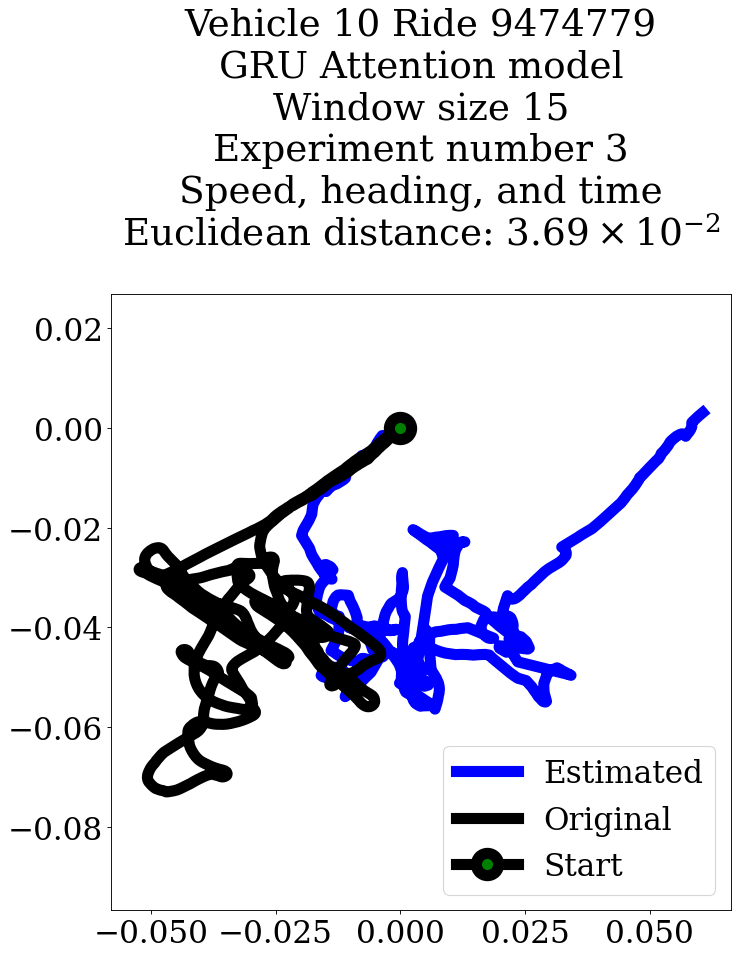 Vehicle 10 Ride 9474779
GRU Attention model
Window size 15
Experiment number 3
Speed, heading, and time
Euclidean distance: 3.69 × 10⁻²
0.02
0.00
−0.02
−0.04
−0.06
−0.08
Estimated
Original
Start
−0.050 −0.025 0.000 0.025 0.050